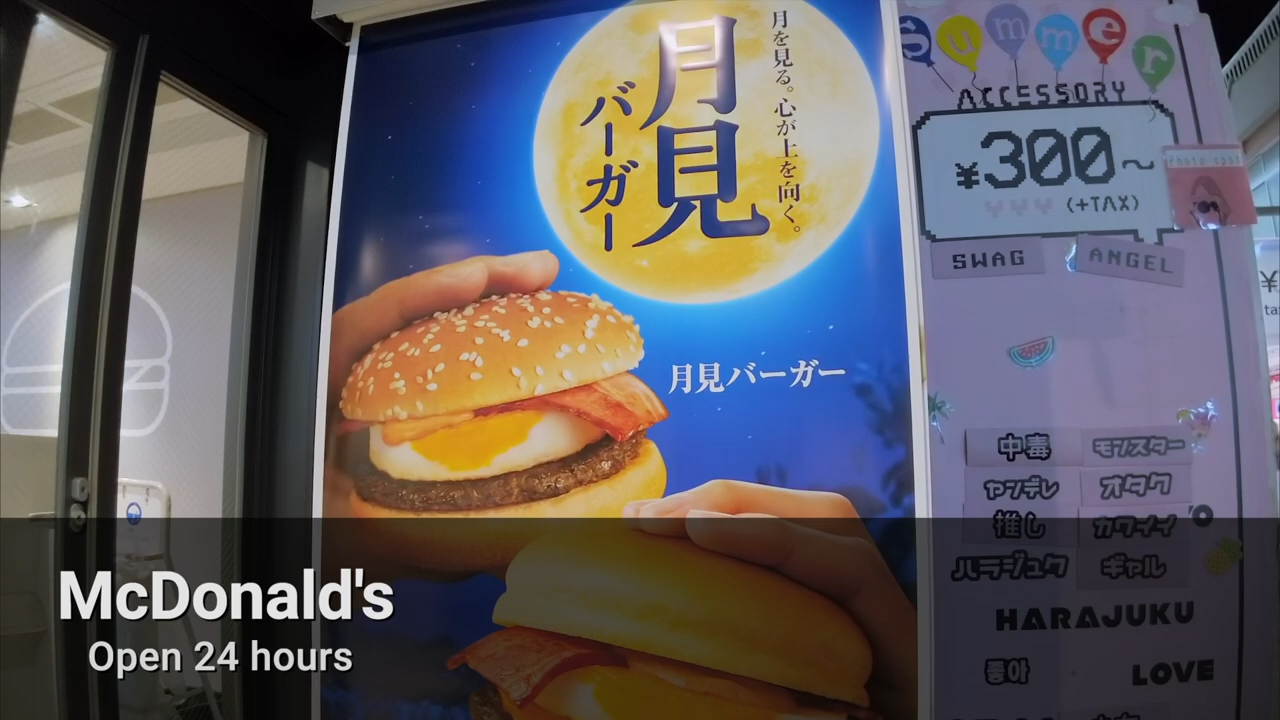 月見
バーガー
月を見る。心が上を向く。
月見バーガー
Summer
ACCESSORY
¥300~
(+TAX)
Photo spot
SWAG
ANGEL
中毒
モンスター
ヤンデレ
オタク
推し
カワイイ
ハラジュク
ギャル
HARAJUKU
좋아
LOVE
McDonald's
Open 24 hours